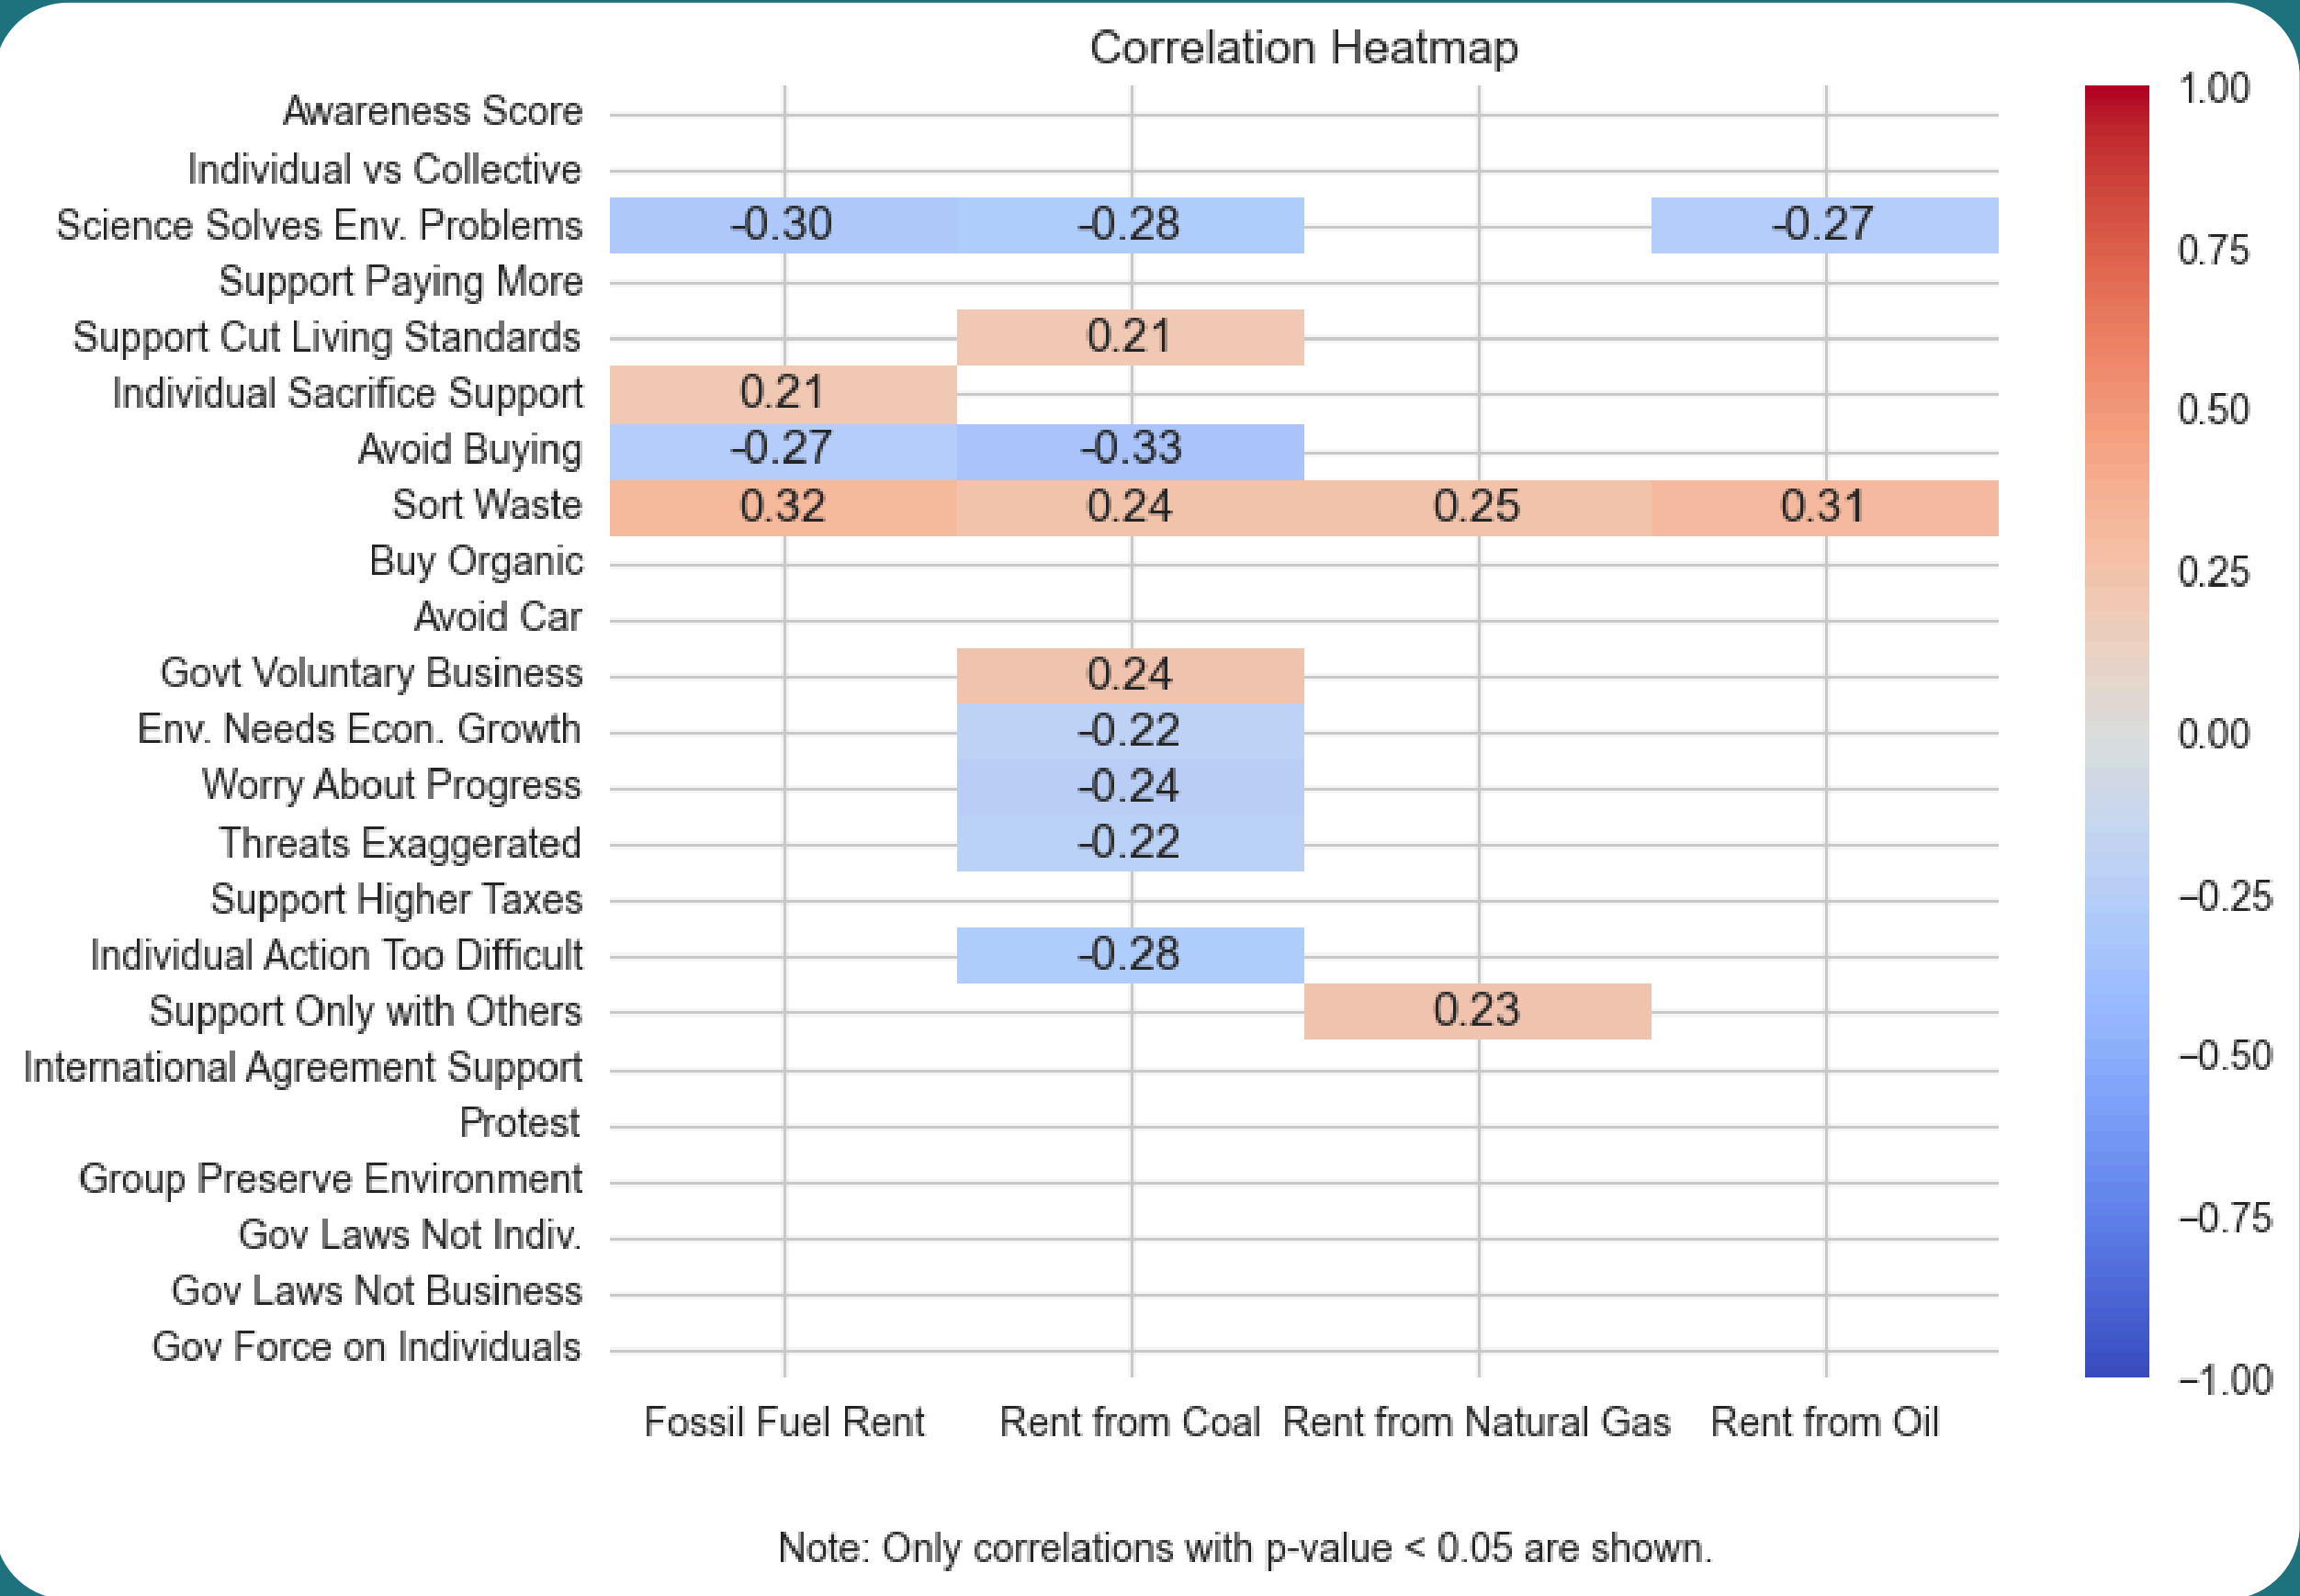 Correlation Heatmap
Awareness Score
Individual vs Collective
Science Solves Env. Problems -0.30 -0.28 -0.27
Support Paying More
Support Cut Living Standards 0.21
Individual Sacrifice Support 0.21
Avoid Buying -0.27 -0.33
Sort Waste 0.32 0.24 0.25 0.31
Buy Organic
Avoid Car
Govt Voluntary Business 0.24
Env. Needs Econ. Growth -0.22
Worry About Progress -0.24
Threats Exaggerated -0.22
Support Higher Taxes
Individual Action Too Difficult -0.28
Support Only with Others 0.23
International Agreement Support
Protest
Group Preserve Environment
Gov Laws Not Indiv.
Gov Laws Not Business
Gov Force on Individuals
Fossil Fuel Rent Rent from Coal Rent from Natural Gas Rent from Oil
1.00
0.75
0.50
0.25
0.00
−0.25
−0.50
−0.75
−1.00
Note: Only correlations with p-value < 0.05 are shown.